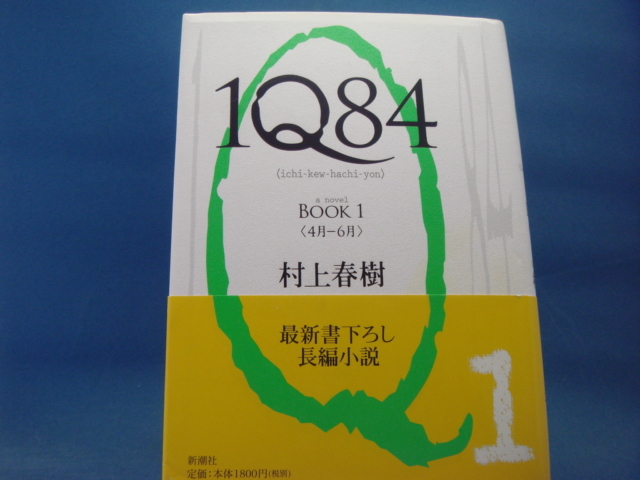 1Q84
(ichi-kew-hachi-yon)
a novel
BOOK 1
〈4月−6月〉
村上春樹
最新書下ろし
長編小説
1
新潮社
定価：本体1800円(税別)